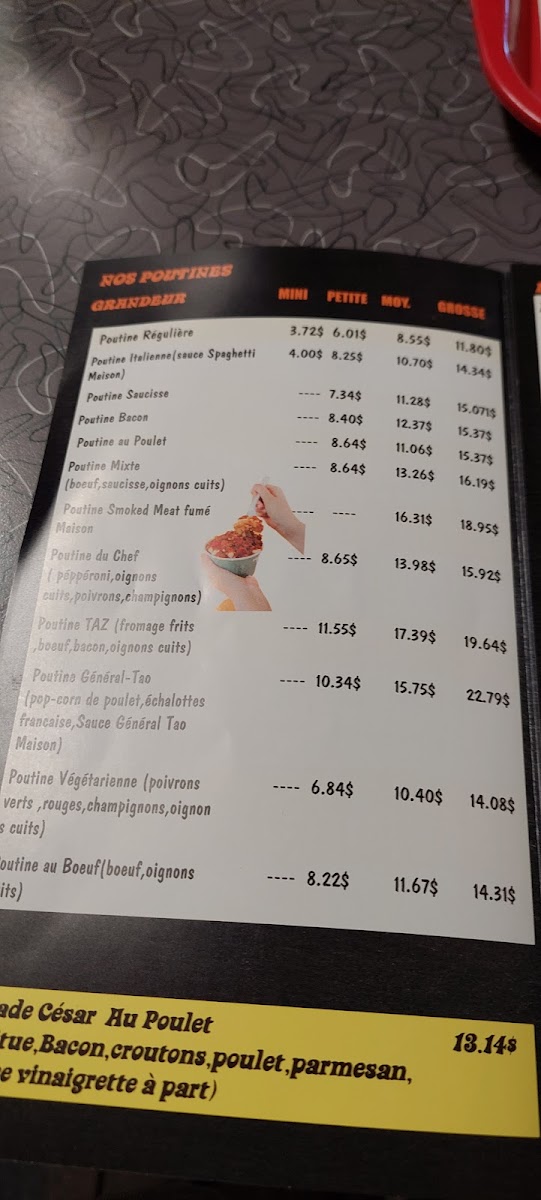 NOS POUTINES
GRANDEUR MINI PETITE MOY. GROSSE
Poutine Régulière 3.72$ 6.01$ 8.55$ 11.80$
Poutine Italienne(sauce Spaghetti 4.00$ 8.25$ 10.70$ 14.34$
Maison)
Poutine Saucisse ---- 7.34$ 11.28$ 15.071$
Poutine Bacon ---- 8.40$ 12.37$ 15.37$
Poutine au Poulet ---- 8.64$ 11.06$ 15.37$
Poutine Mixte ---- 8.64$ 13.26$ 16.19$
(boeuf,saucisse,oignons cuits)
Poutine Smoked Meat fumé ---- ---- 16.31$ 18.95$
Maison
Poutine du Chef ---- 8.65$ 13.98$ 15.92$
( péppéroni,oignons
cuits,poivrons,champignons)
Poutine TAZ (fromage frits ---- 11.55$ 17.39$ 19.64$
,boeuf,bacon,oignons cuits)
Poutine Général-Tao ---- 10.34$ 15.75$ 22.79$
(pop-corn de poulet,échalottes
francaise,Sauce Général Tao
Maison)
Poutine Végétarienne (poivrons ---- 6.84$ 10.40$ 14.08$
verts ,rouges,champignons,oignon
s cuits)
outine au Boeuf(boeuf,oignons ---- 8.22$ 11.67$ 14.31$
its)
ade César Au Poulet 13.14$
tue,Bacon,croutons,poulet,parmesan,
e vinaigrette à part)